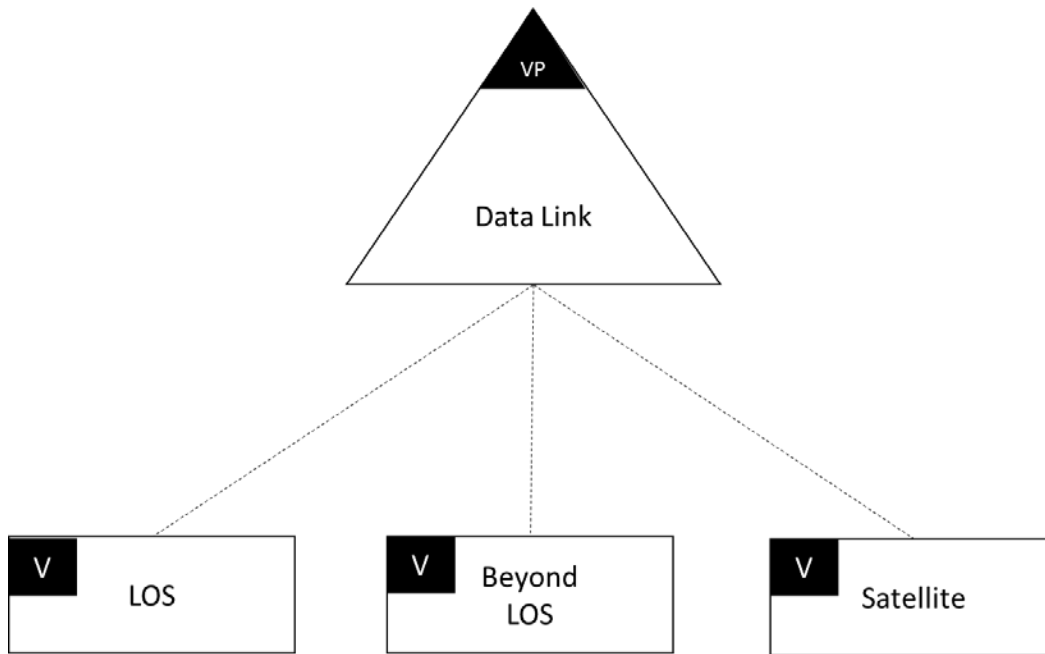 VP
Data Link
V
LOS
V
Beyond
LOS
V
Satellite